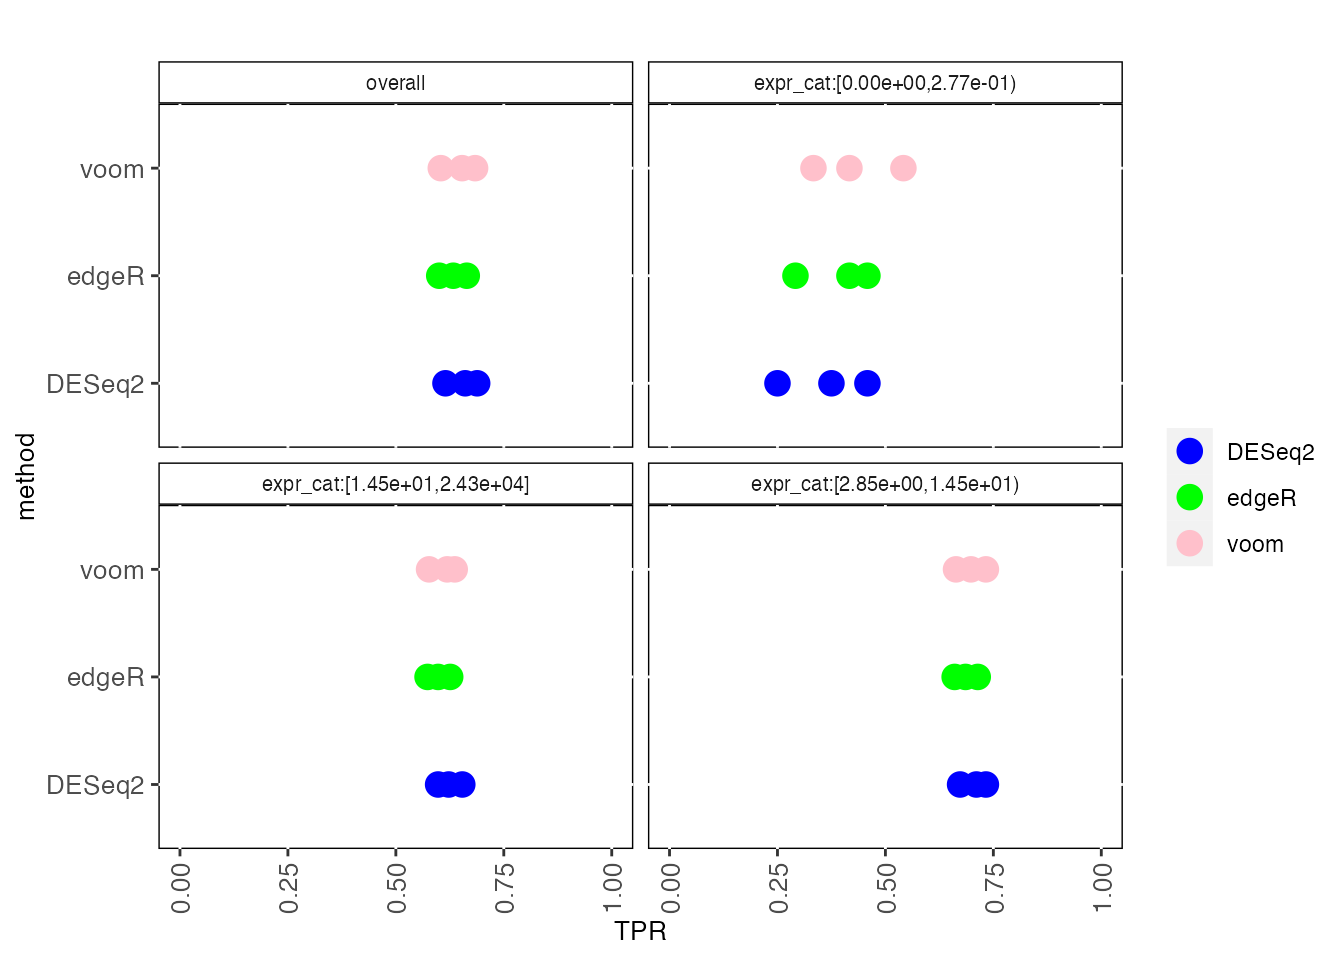 overall
expr_cat:[0.00e+00,2.77e-01)
voom
edgeR
DESeq2
method
expr_cat:[1.45e+01,2.43e+04]
expr_cat:[2.85e+00,1.45e+01)
voom
edgeR
DESeq2
0.00
0.25
0.50
0.75
1.00
0.00
0.25
0.50
0.75
1.00
TPR
DESeq2
edgeR
voom